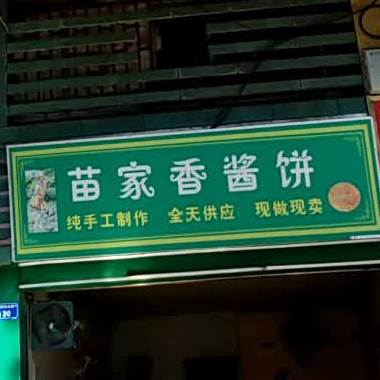 苗家香酱饼
纯手工制作 全天供应 现做现卖